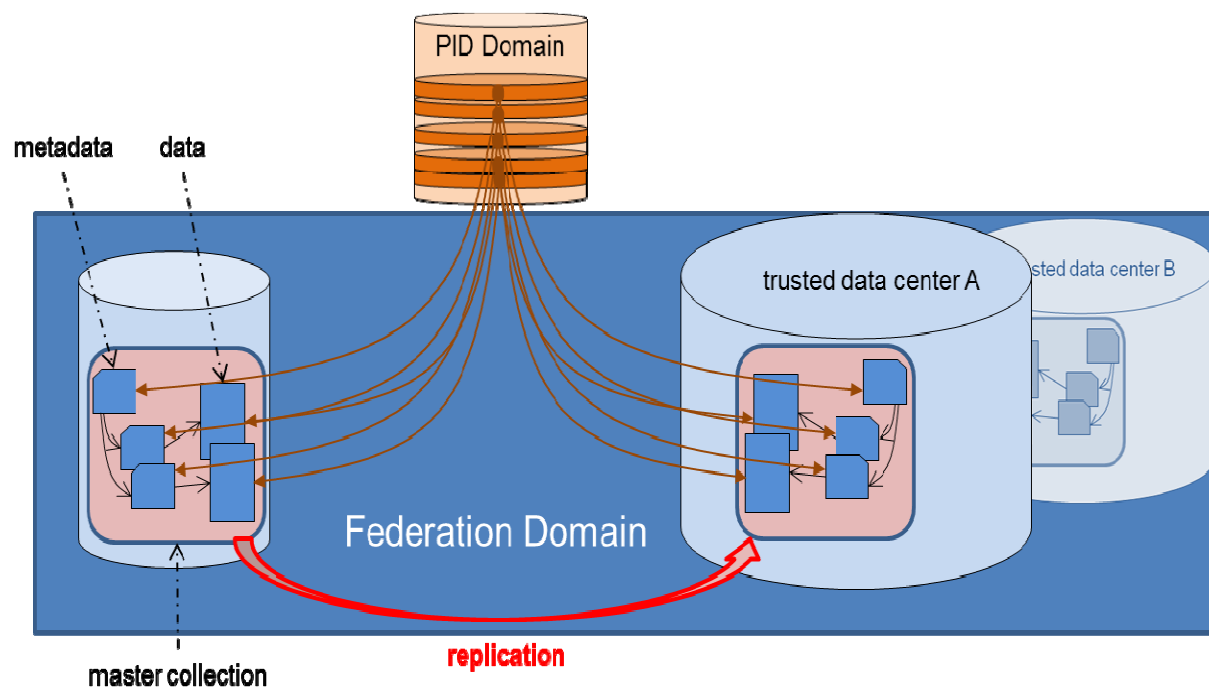 PID Domain
metadata
data
trusted data center A
sted data center B
Federation Domain
replication
master collection